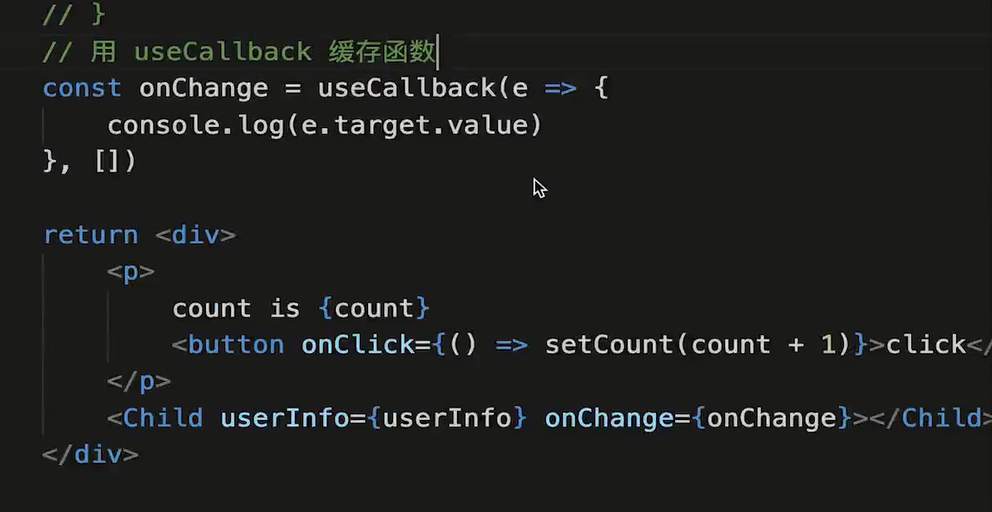 // }
// 用 useCallback 缓存函数
const onChange = useCallback(e => {
    console.log(e.target.value)
}, [])
return <div>
    <p>
        count is {count}
        <button onClick={() => setCount(count + 1)}>click</
    </p>
    <Child userInfo={userInfo} onChange={onChange}></Child>
</div>